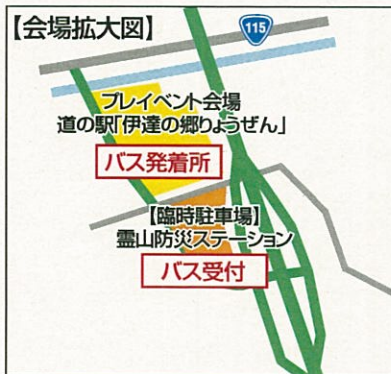 【会場拡大図】
115
プレイベント会場
道の駅「伊達の郷りょうぜん」
バス発着所
【臨時駐車場】
霊山防災ステーション
バス受付